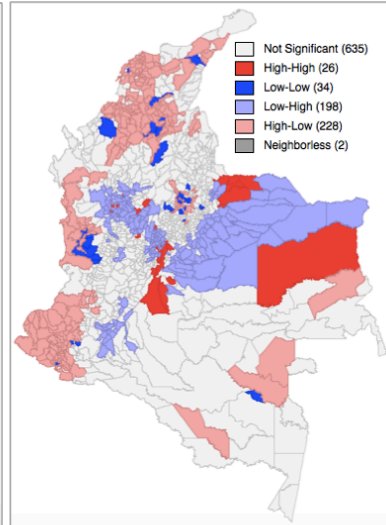 Not Significant (635)
High-High (26)
Low-Low (34)
Low-High (198)
High-Low (228)
Neighborless (2)